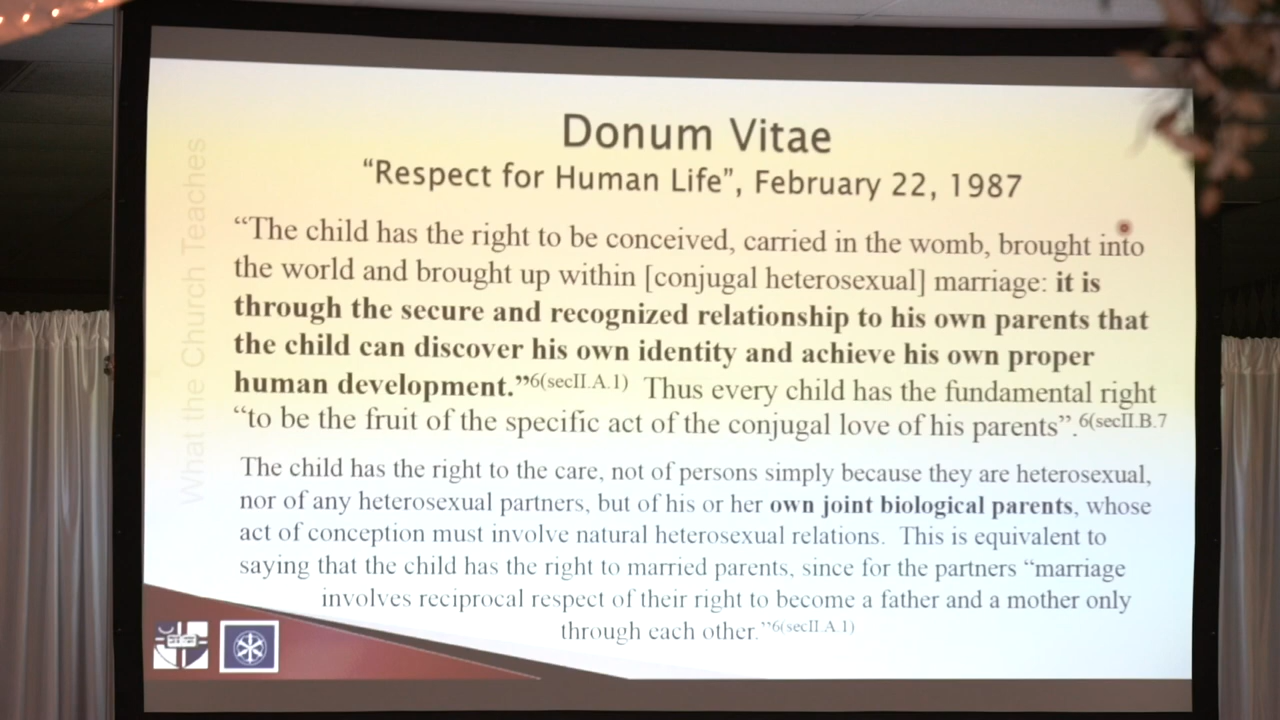 Donum Vitae
“Respect for Human Life”, February 22, 1987
What the Church Teaches
“The child has the right to be conceived, carried in the womb, brought into
the world and brought up within [conjugal heterosexual] marriage: it is
through the secure and recognized relationship to his own parents that
the child can discover his own identity and achieve his own proper
human development.”6(secII.A.1) Thus every child has the fundamental right
“to be the fruit of the specific act of the conjugal love of his parents”.6(secII.B.7
The child has the right to the care, not of persons simply because they are heterosexual,
nor of any heterosexual partners, but of his or her own joint biological parents, whose
act of conception must involve natural heterosexual relations. This is equivalent to
saying that the child has the right to married parents, since for the partners “marriage
involves reciprocal respect of their right to become a father and a mother only
through each other.”6(secII.A.1)